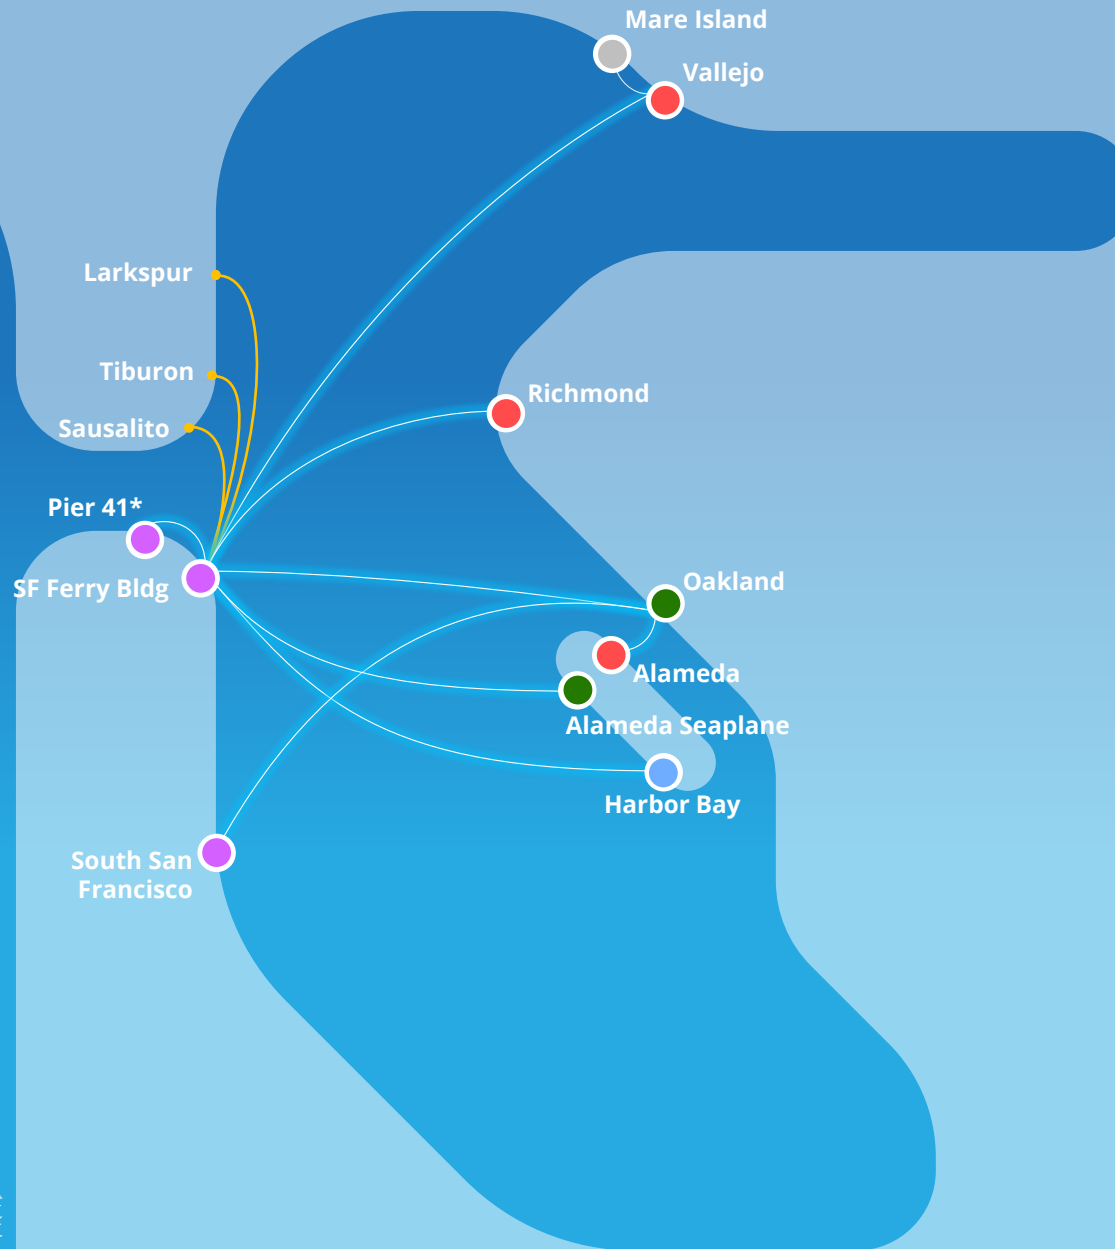 Mare Island
Vallejo
Larkspur
Tiburon
Richmond
Sausalito
Pier 41*
SF Ferry Bldg
Oakland
Alameda
Alameda Seaplane
Harbor Bay
South San
Francisco